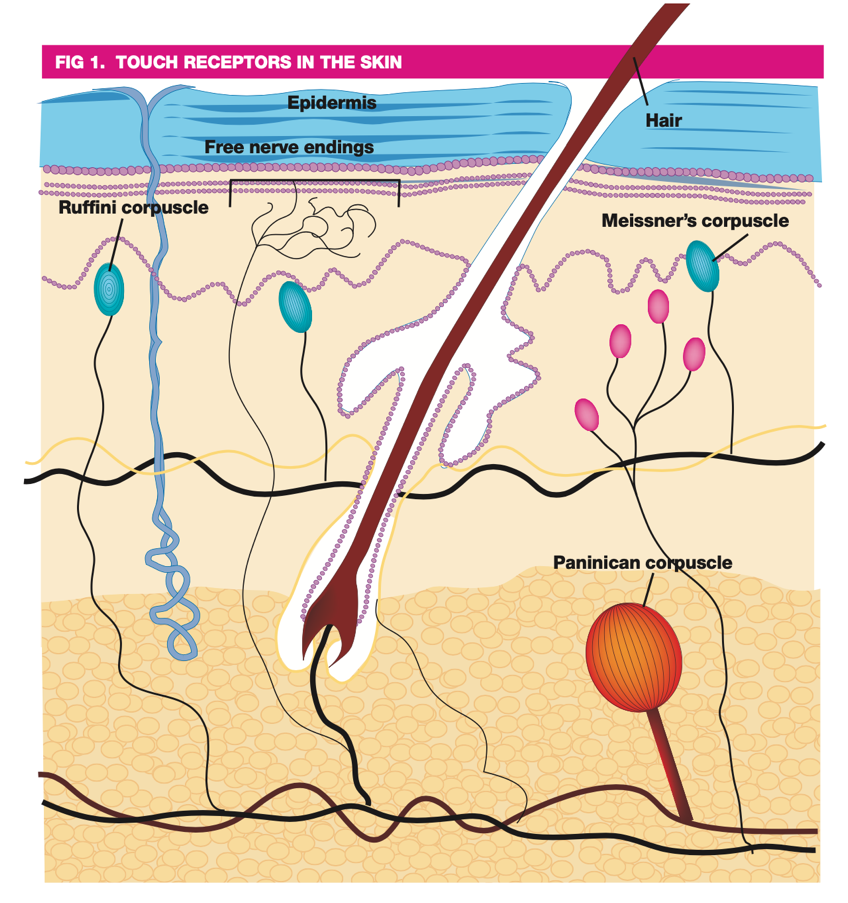 FIG 1. TOUCH RECEPTORS IN THE SKIN
Epidermis
Hair
Free nerve endings
Ruffini corpuscle
Meissner’s corpuscle
Paninican corpuscle